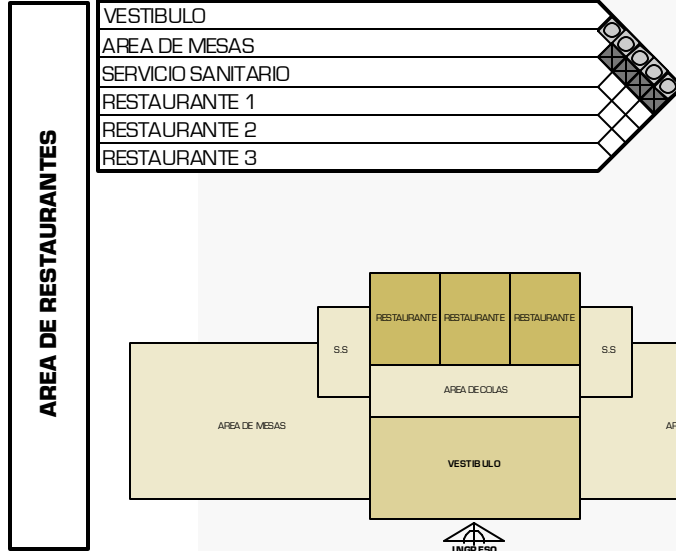 VESTIBULO
AREA DE MESAS
SERVICIO SANITARIO
RESTAURANTE 1
RESTAURANTE 2
RESTAURANTE 3
AREA DE RESTAURANTES
RESTAURANTE RESTAURANTE RESTAURANTE
S.S S.S
AREA DE COLAS
AREA DE MESAS
VESTIBULO